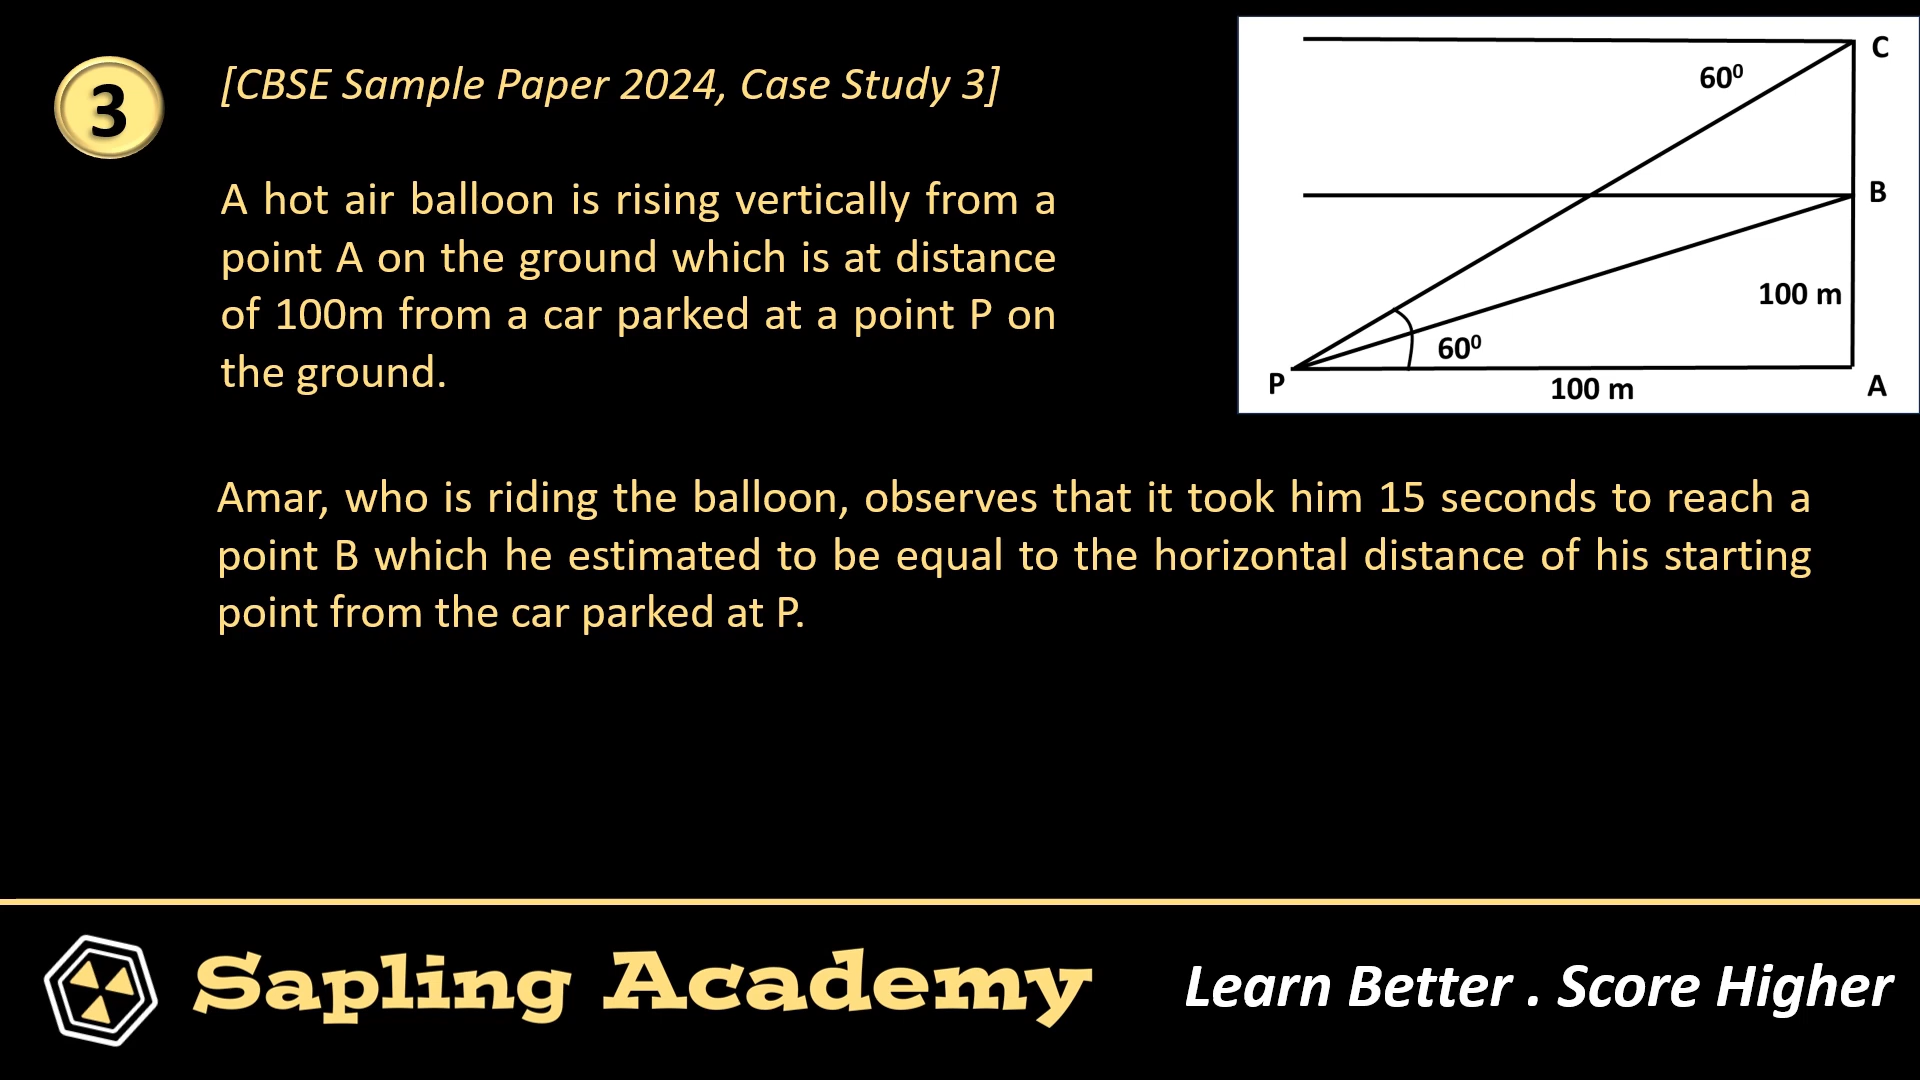 3
[CBSE Sample Paper 2024, Case Study 3]
A hot air balloon is rising vertically from a
point A on the ground which is at distance
of 100m from a car parked at a point P on
the ground.
C
60⁰
B
100 m
60⁰
P
100 m
A
Amar, who is riding the balloon, observes that it took him 15 seconds to reach a
point B which he estimated to be equal to the horizontal distance of his starting
point from the car parked at P.
Sapling Academy
Learn Better . Score Higher